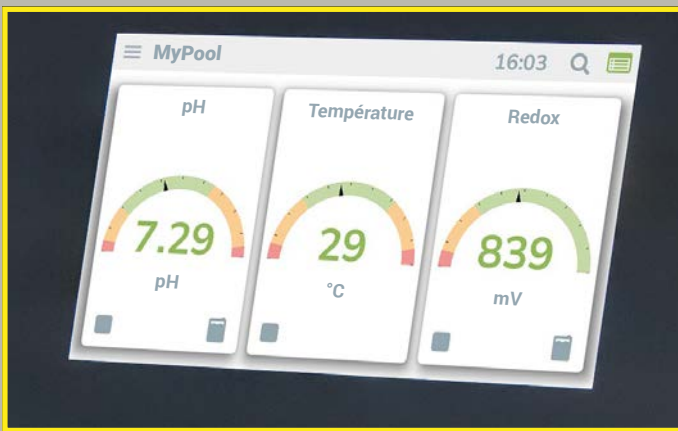 MyPool
16:03
pH
7.29
pH
Température
29
°C
Redox
839
mV